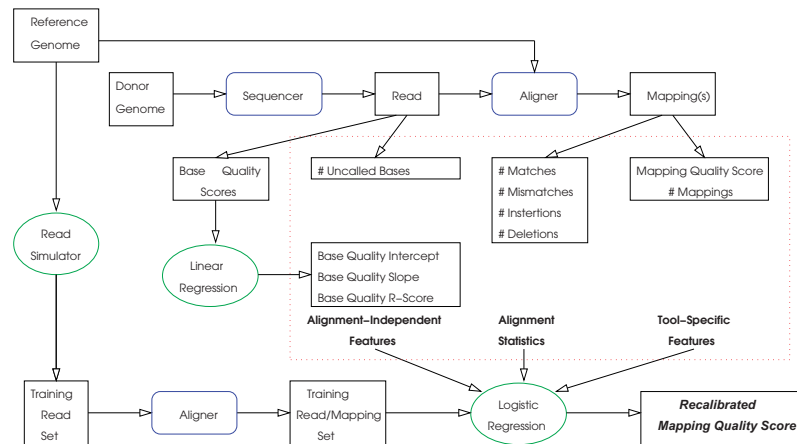 Reference
Genome
Donor
Genome
Sequencer
Read
Aligner
Mapping(s)
Base Quality
Scores
# Uncalled Bases
# Matches
# Mismatches
# Instertions
# Deletions
Mapping Quality Score
# Mappings
Read
Simulator
Linear
Regression
Base Quality Intercept
Base Quality Slope
Base Quality R−Score
Alignment−Independent
Features
Alignment
Statistics
Tool−Specific
Features
Training
Read
Set
Aligner
Training
Read/Mapping
Set
Logistic
Regression
Recalibrated
Mapping Quality Score